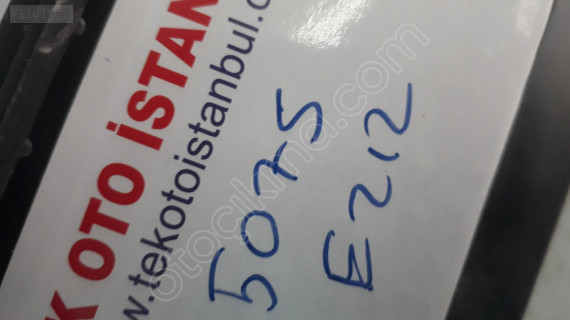 K OTO İSTAN
w.tekotoistanbul.c
5075
E212
otocikma.com